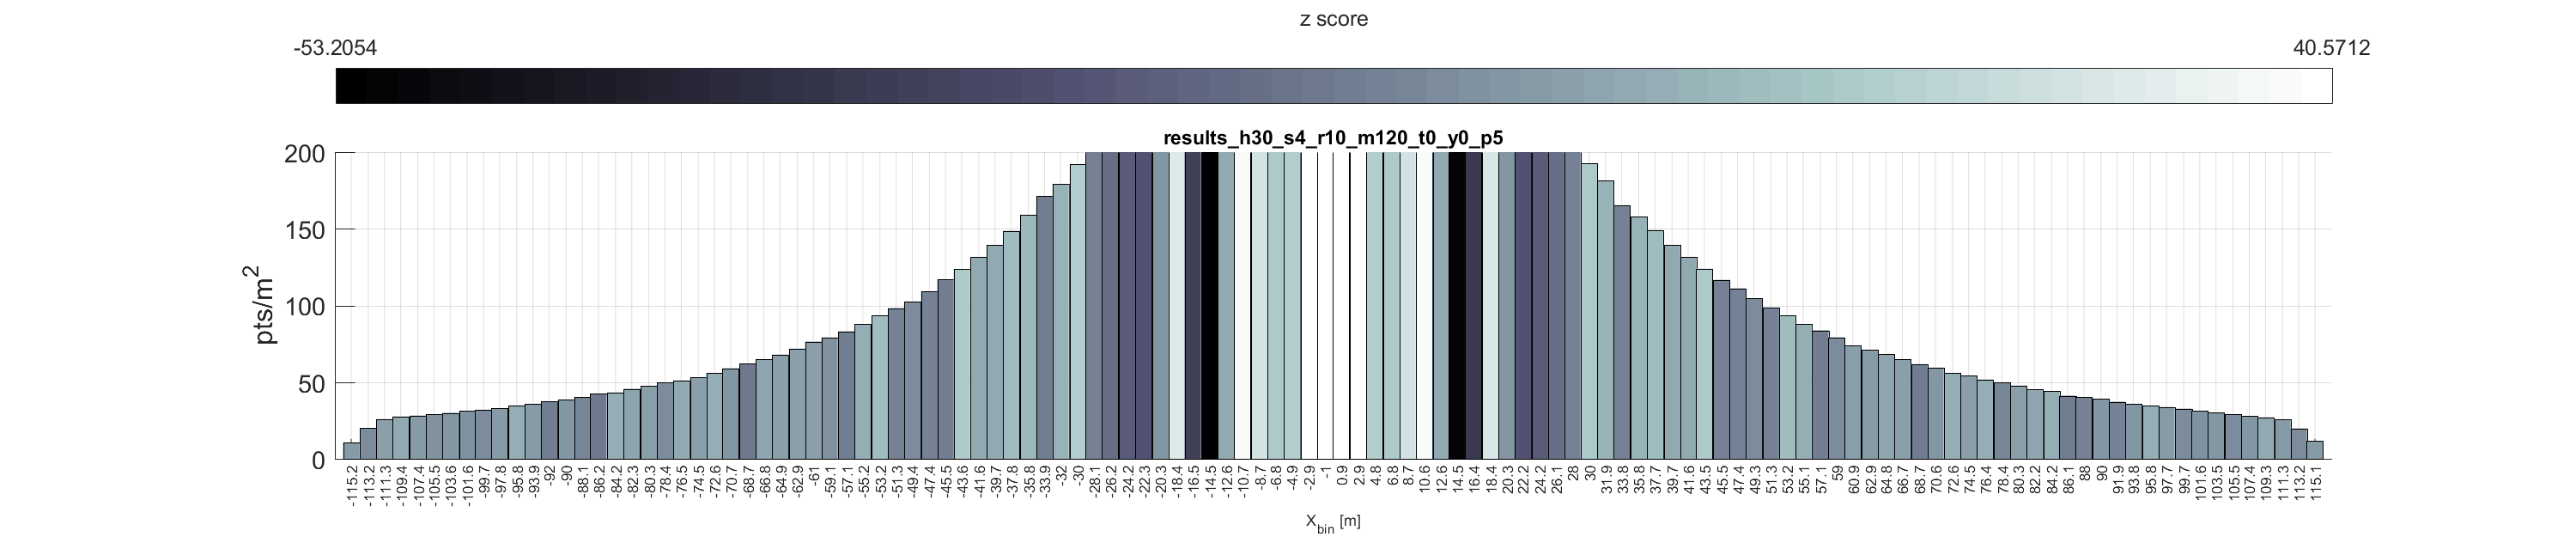 z score
-53.2054 40.5712
results_h30_s4_r10_m120_t0_y0_p5
200
150
100
50
0
pts/m2
-115.2 -113.2 -111.3 -109.4 -107.4 -105.5 -103.6 -101.6 -99.7 -97.8 -95.8 -93.9 -92 -90 -88.1 -86.2 -84.2 -82.3 -80.3 -78.4 -76.5 -74.5 -72.6 -70.7 -68.7 -66.8 -64.9 -62.9 -61 -59.1 -57.1 -55.2 -53.2 -51.3 -49.4 -47.4 -45.5 -43.6 -41.6 -39.7 -37.8 -35.8 -33.9 -32 -30 -28.1 -26.2 -24.2 -22.3 -20.3 -18.4 -16.5 -14.5 -12.6 -10.7 -8.7 -6.8 -4.9 -2.9 -1 0.9 2.9 4.8 6.8 8.7 10.6 12.6 14.5 16.4 18.4 20.3 22.2 24.2 26.1 28 30 31.9 33.8 35.8 37.7 39.7 41.6 43.5 45.5 47.4 49.3 51.3 53.2 55.1 57.1 59 60.9 62.9 64.8 66.7 68.7 70.6 72.6 74.5 76.4 78.4 80.3 82.2 84.2 86.1 88 90 91.9 93.8 95.8 97.7 99.7 101.6 103.5 105.5 107.4 109.3 111.3 113.2 115.1
Xbin [m]